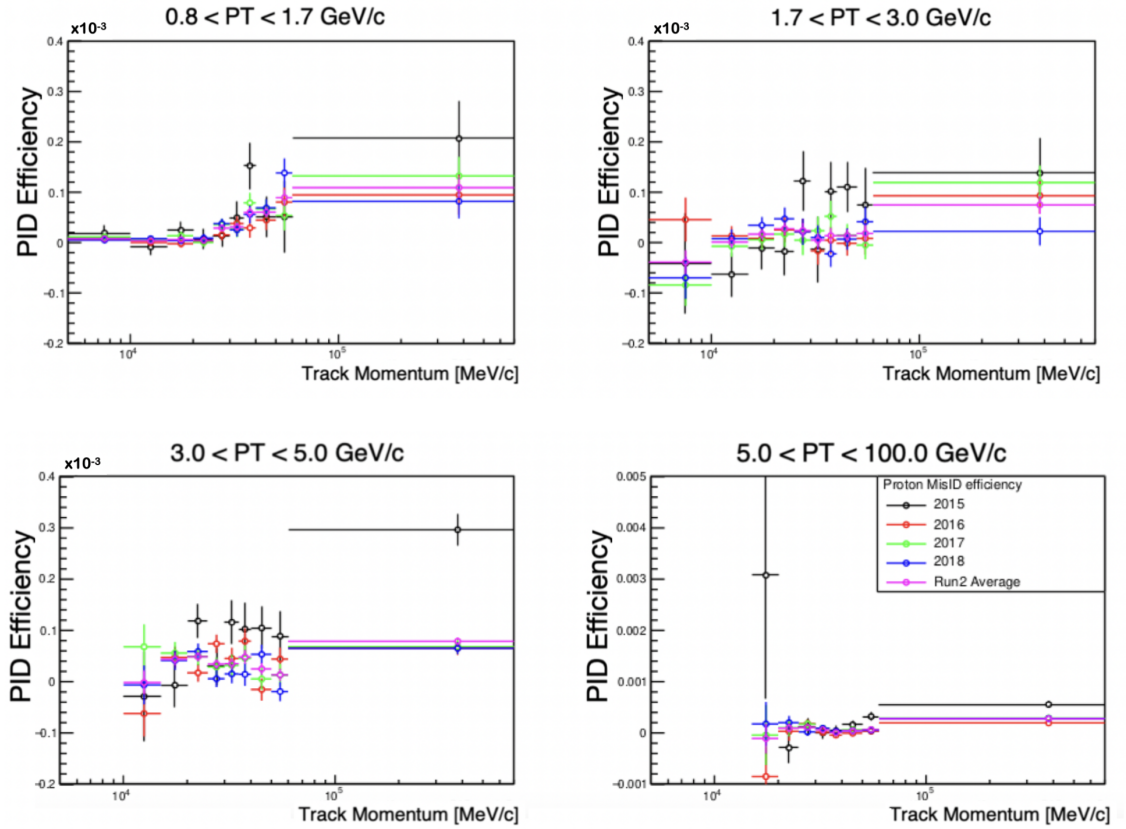 0.8 < PT < 1.7 GeV/c
x10⁻³
0.4
0.3
0.2
0.1
0
−0.1
−0.2
PID Efficiency
10⁴
10⁵
Track Momentum [MeV/c]
1.7 < PT < 3.0 GeV/c
x10⁻³
0.4
0.3
0.2
0.1
0
−0.1
−0.2
PID Efficiency
10⁴
10⁵
Track Momentum [MeV/c]
3.0 < PT < 5.0 GeV/c
x10⁻³
0.4
0.3
0.2
0.1
0
−0.1
−0.2
PID Efficiency
10⁴
10⁵
Track Momentum [MeV/c]
5.0 < PT < 100.0 GeV/c
0.005
0.004
0.003
0.002
0.001
0
−0.001
PID Efficiency
Proton MisID efficiency
2015
2016
2017
2018
Run2 Average
10⁴
10⁵
Track Momentum [MeV/c]